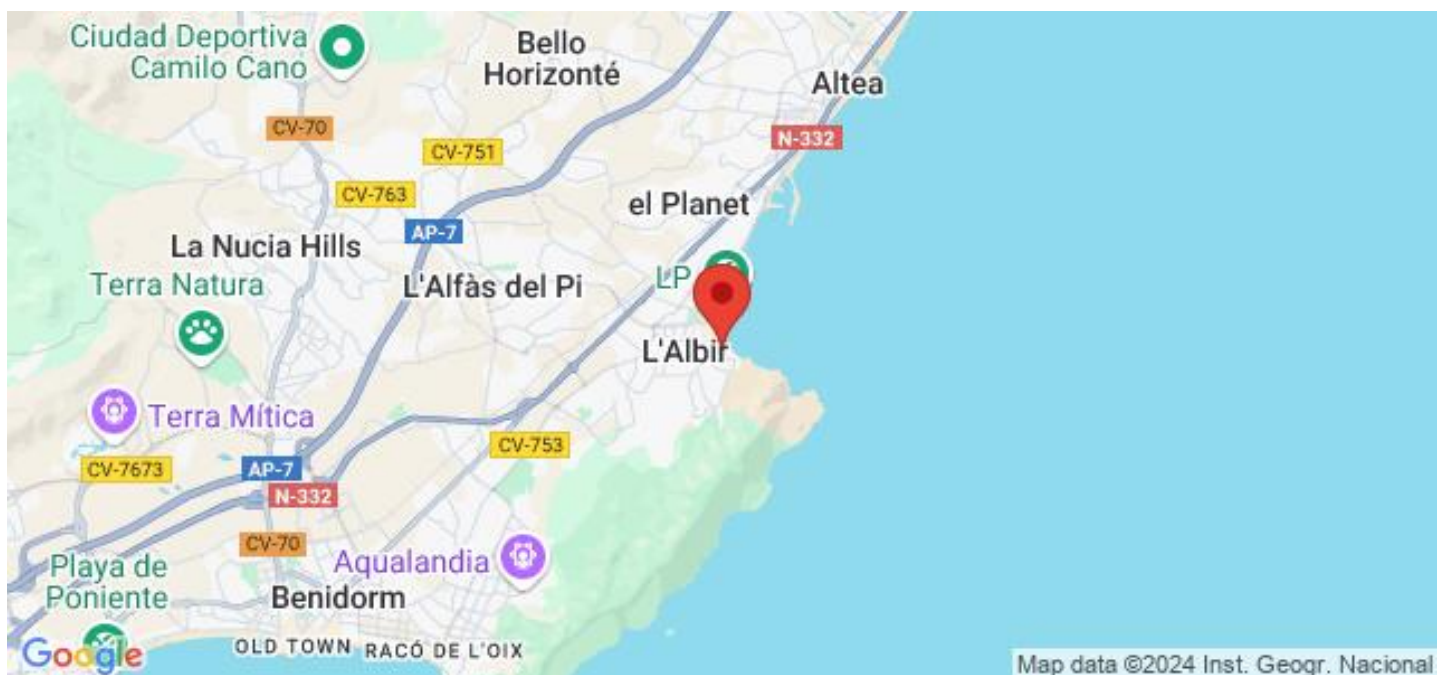 Ciudad Deportiva
Camilo Cano
Bello
Horizonté
Altea
CV-70
N-332
CV-751
CV-763
el Planet
AP-7
La Nucia Hills
LP
Terra Natura
L'Alfàs del Pi
L'Albir
Terra Mítica
CV-753
CV-7673
AP-7
N-332
CV-70
Aqualandia
Playa de
Poniente
Benidorm
OLD TOWN
RACÓ DE L'OIX
Google
Map data ©2024 Inst. Geogr. Nacional